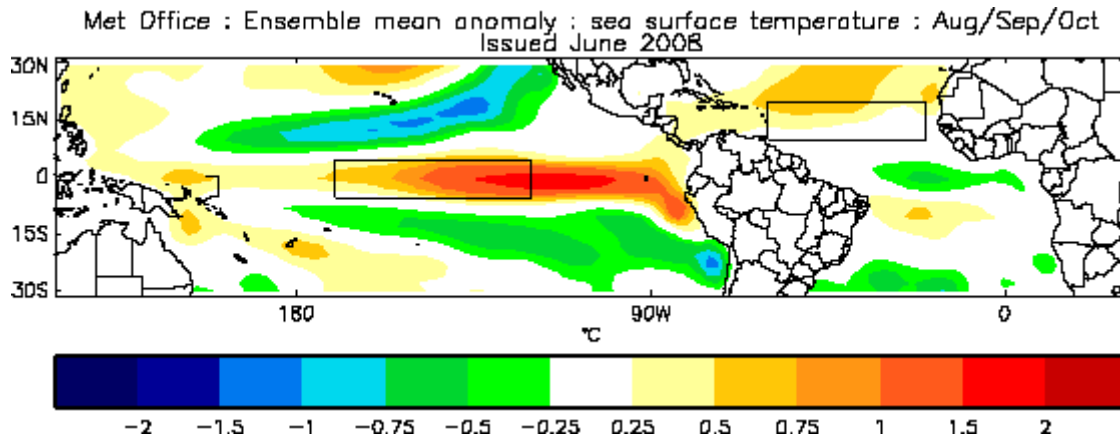 Met Office : Ensemble mean anomaly : sea surface temperature : Aug/Sep/Oct
Issued June 2008
30N
15N
0
15S
30S
180 90W 0
°C
-2 -1.5 -1 -0.75 -0.5 -0.25 0.25 0.5 0.75 1 1.5 2